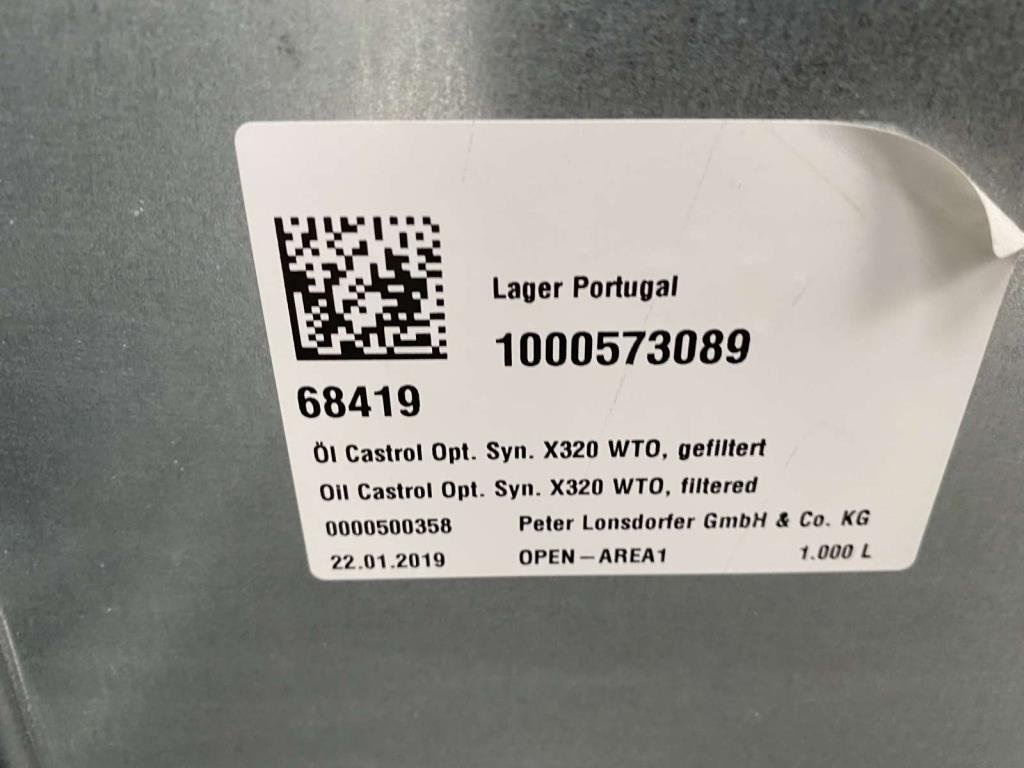 Lager Portugal
1000573089
68419
Öl Castrol Opt. Syn. X320 WTO, gefiltert
Oil Castrol Opt. Syn. X320 WTO, filtered
0000500358 Peter Lonsdorfer GmbH & Co. KG
22.01.2019 OPEN-AREA1 1.000 L